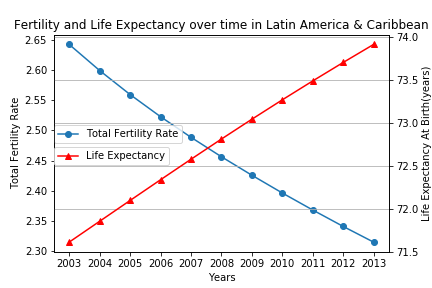 Fertility and Life Expectancy over time in Latin America & Caribbean
2.65
2.60
2.55
2.50
2.45
2.40
2.35
2.30
Total Fertility Rate
74.0
73.5
73.0
72.5
72.0
71.5
Life Expectancy At Birth(years)
Total Fertility Rate
Life Expectancy
2003 2004 2005 2006 2007 2008 2009 2010 2011 2012 2013
Years